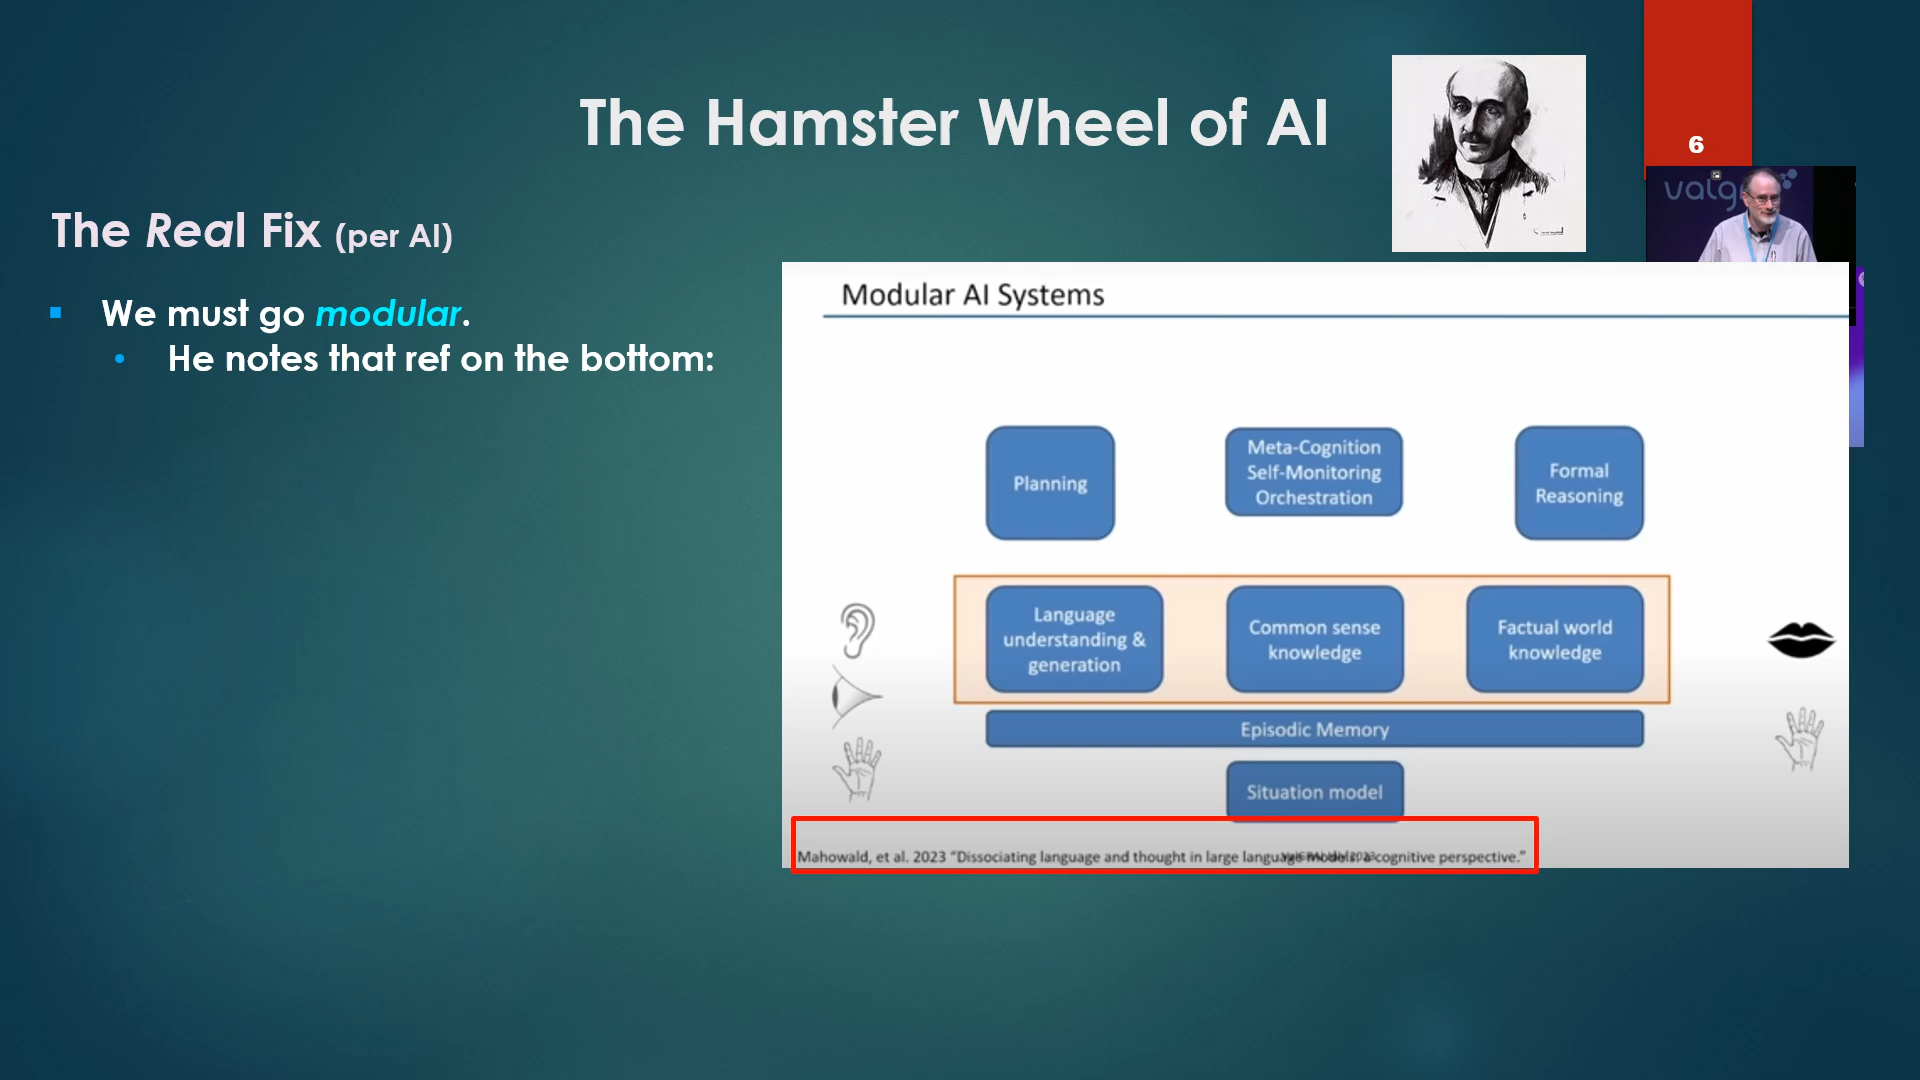 The Hamster Wheel of AI
6
valg
The Real Fix (per AI)
We must go modular.
He notes that ref on the bottom:
Modular AI Systems
Planning
Meta-Cognition
Self-Monitoring
Orchestration
Formal
Reasoning
Language
understanding &
generation
Common sense
knowledge
Factual world
knowledge
Episodic Memory
Situation model
Mahowald, et al. 2023 “Dissociating language and thought in large language models: a cognitive perspective.”